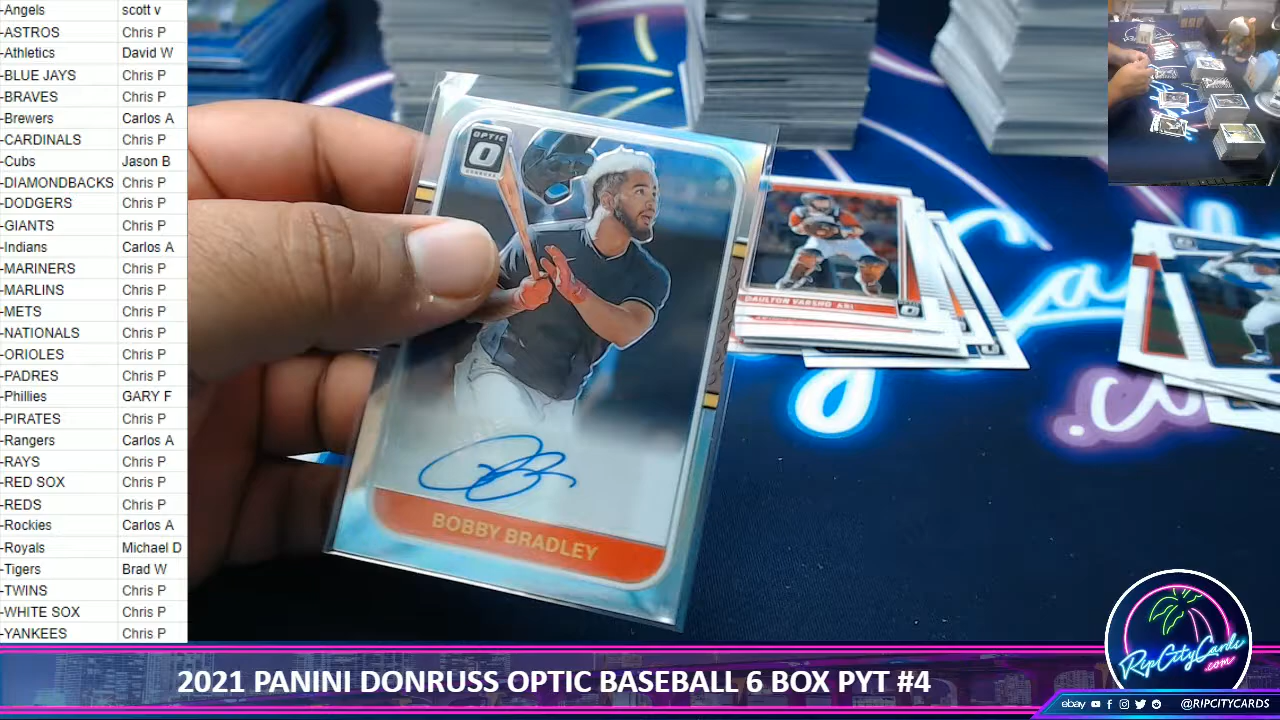 -Angels scott v
-ASTROS Chris P
-Athletics David W
-BLUE JAYS Chris P
-BRAVES Chris P
-Brewers Carlos A
-CARDINALS Chris P
-Cubs Jason B
-DIAMONDBACKS Chris P
-DODGERS Chris P
-GIANTS Chris P
-Indians Carlos A
-MARINERS Chris P
-MARLINS Chris P
-METS Chris P
-NATIONALS Chris P
-ORIOLES Chris P
-PADRES Chris P
-Phillies GARY F
-PIRATES Chris P
-Rangers Carlos A
-RAYS Chris P
-RED SOX Chris P
-REDS Chris P
-Rockies Carlos A
-Royals Michael D
-Tigers Brad W
-TWINS Chris P
-WHITE SOX Chris P
-YANKEES Chris P
OPTIC
O
DONRUSS
BOBBY BRADLEY
DAULTON VARSHO
.co
RipCityCards
.com
2021 PANINI DONRUSS OPTIC BASEBALL 6 BOX PYT #4
ebay @RIPCITYCARDS